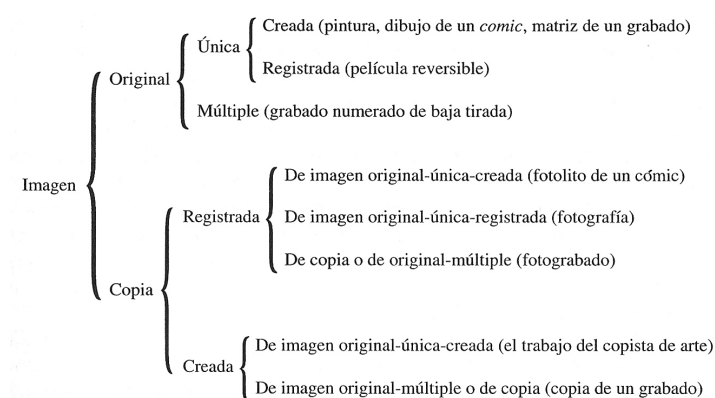 Creada (pintura, dibujo de un comic, matriz de un grabado)
Única
Registrada (película reversible)
Original
Múltiple (grabado numerado de baja tirada)
De imagen original-única-creada (fotolito de un cómic)
Imagen
Registrada
De imagen original-única-registrada (fotografía)
De copia o de original-múltiple (fotograbado)
Copia
De imagen original-única-creada (el trabajo del copista de arte)
Creada
De imagen original-múltiple o de copia (copia de un grabado)